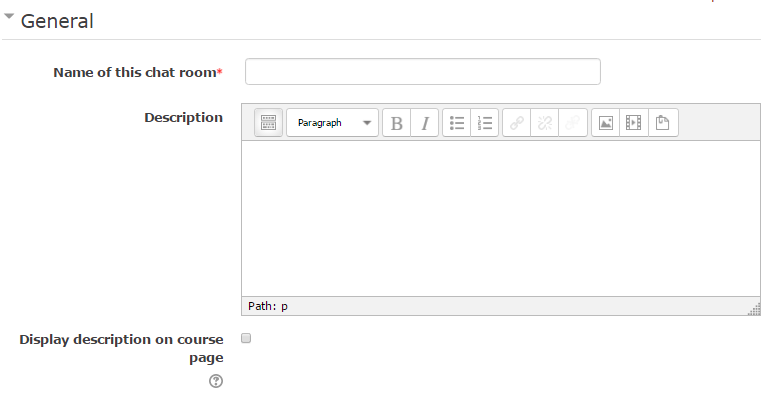 General
Name of this chat room*
Description
Paragraph
B I
Path: p
Display description on course
page